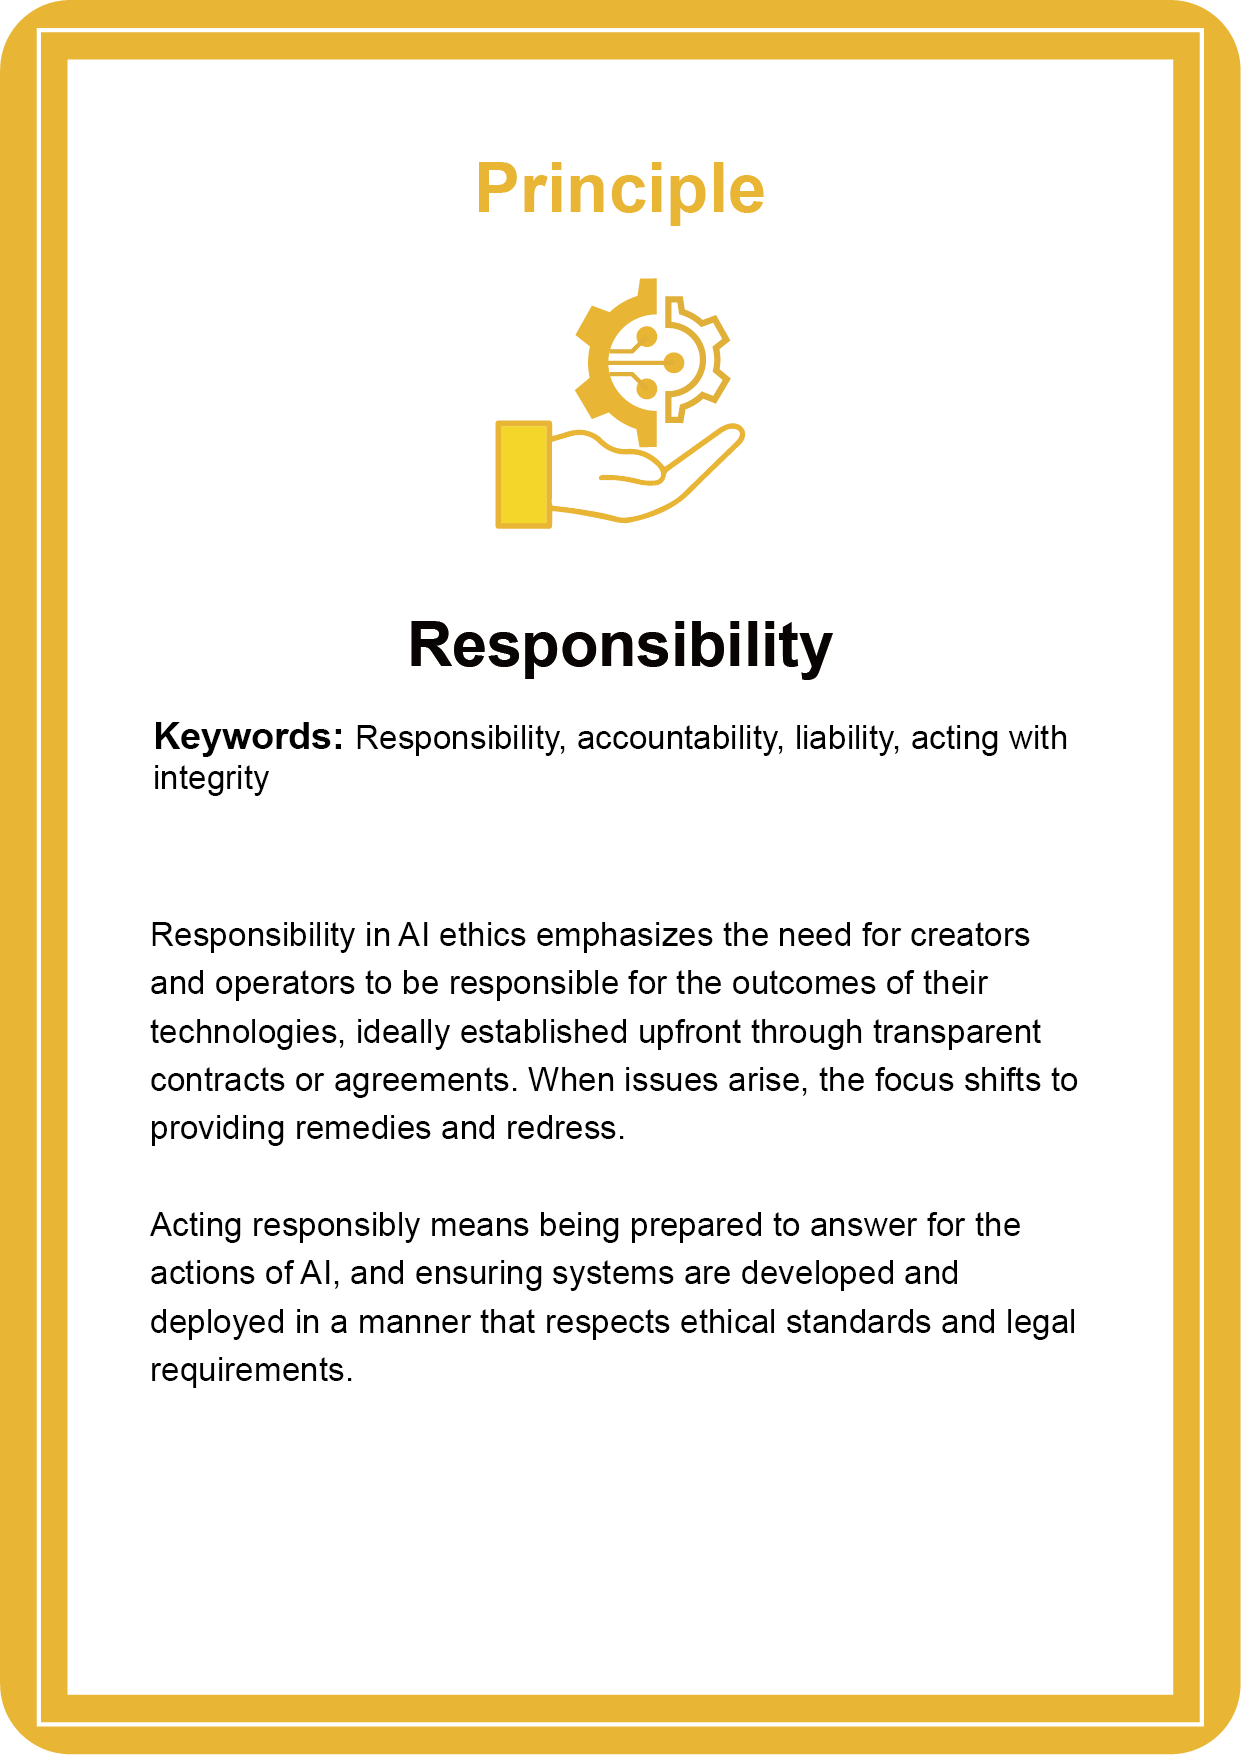 Principle
Responsibility
Keywords: Responsibility, accountability, liability, acting with
integrity
Responsibility in AI ethics emphasizes the need for creators
and operators to be responsible for the outcomes of their
technologies, ideally established upfront through transparent
contracts or agreements. When issues arise, the focus shifts to
providing remedies and redress.
Acting responsibly means being prepared to answer for the
actions of AI, and ensuring systems are developed and
deployed in a manner that respects ethical standards and legal
requirements.